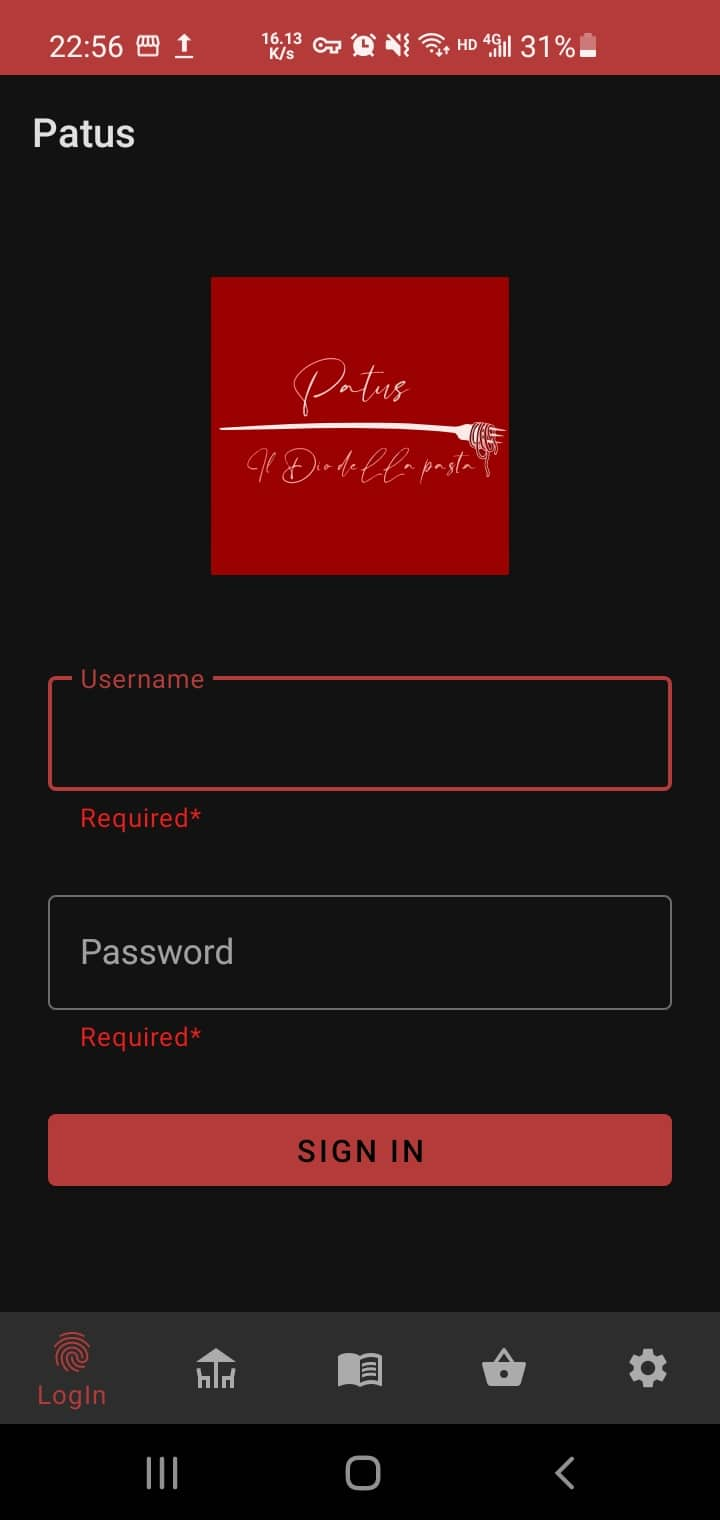 22:56 16.13 K/s HD 4G 31%
Patus
Patus
Il Dio della pasta
Username
Required*
Password
Required*
SIGN IN
LogIn